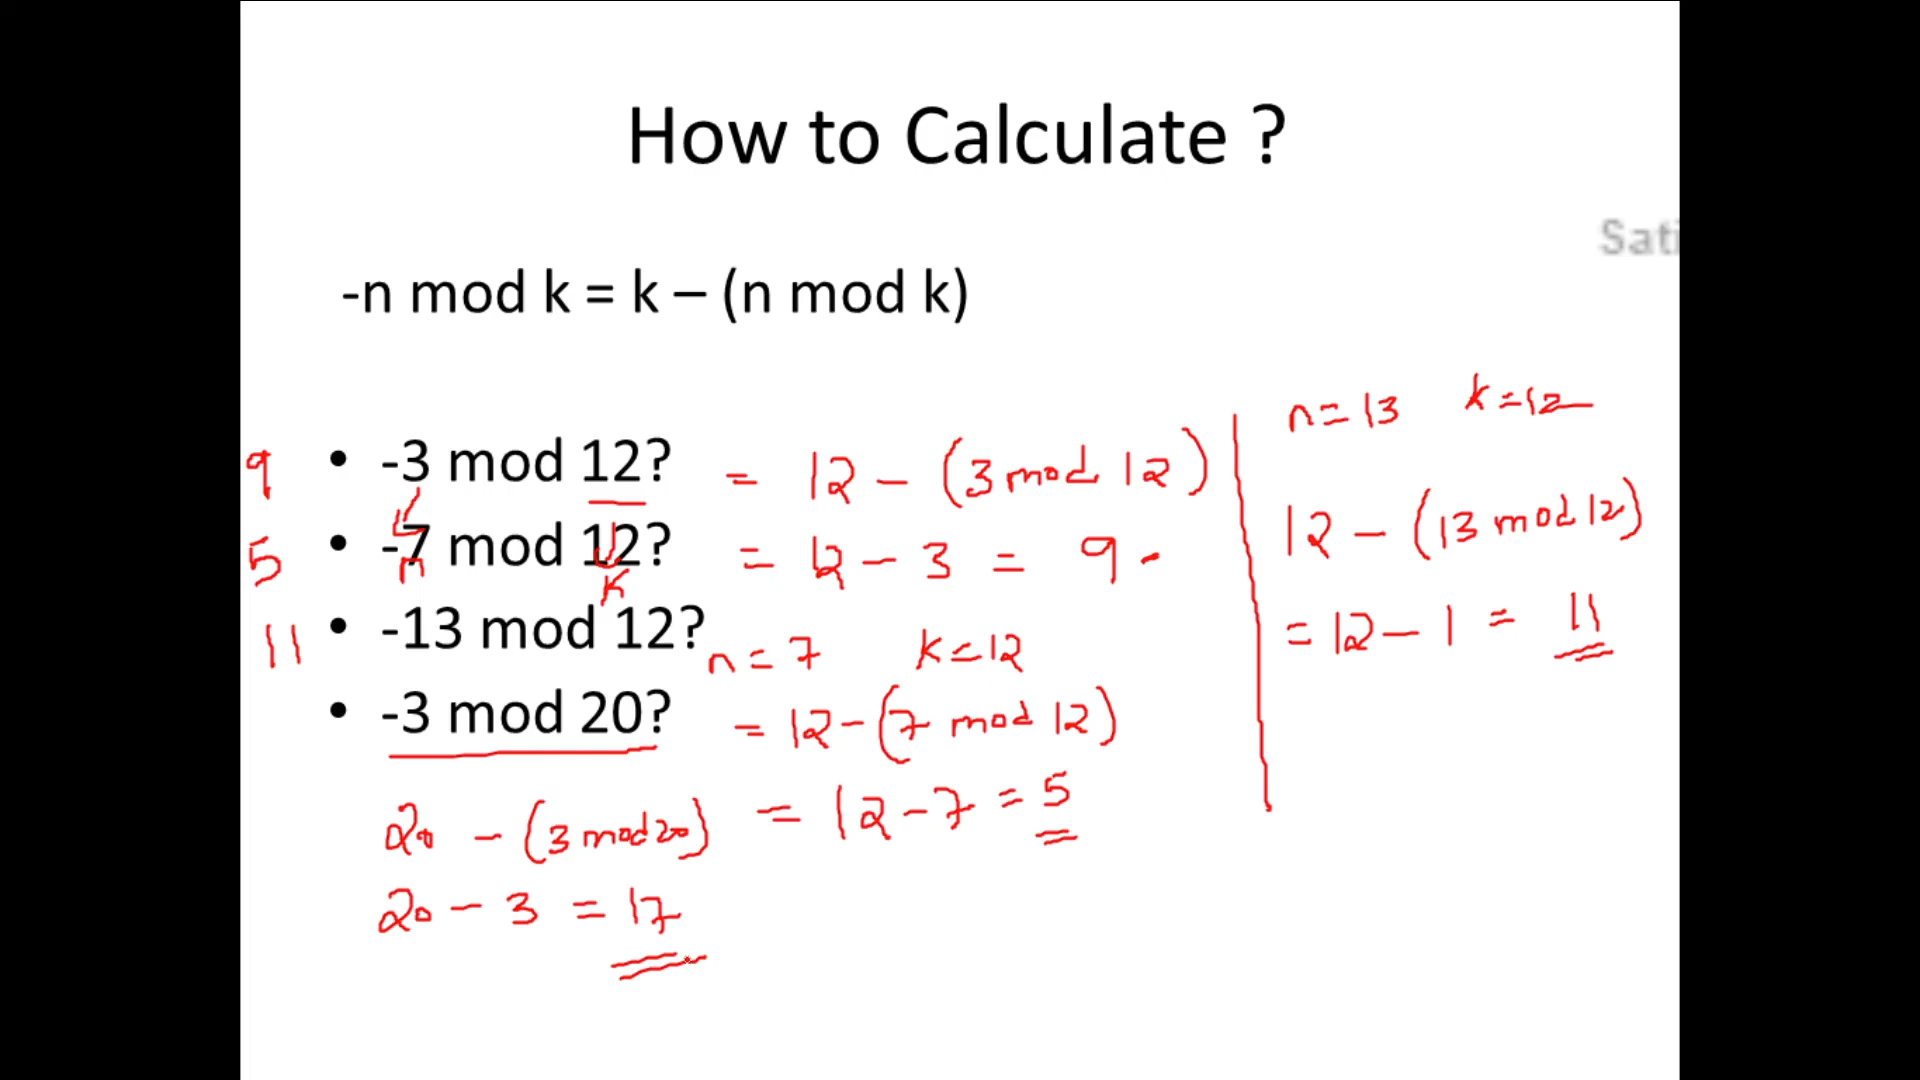 How to Calculate ?
Sati
-n mod k = k – (n mod k)
n = 13 k = 12
9 • -3 mod 12? = 12 - (3 mod 12)
n k
5 • -7 mod 12? = 12 - 3 = 9
12 - (13 mod 12)
11 • -13 mod 12?
= 12 - 1 = 11
n = 7 k = 12
• -3 mod 20? = 12 - (7 mod 12)
20 - (3 mod 20) = 12 - 7 = 5
20 - 3 = 17